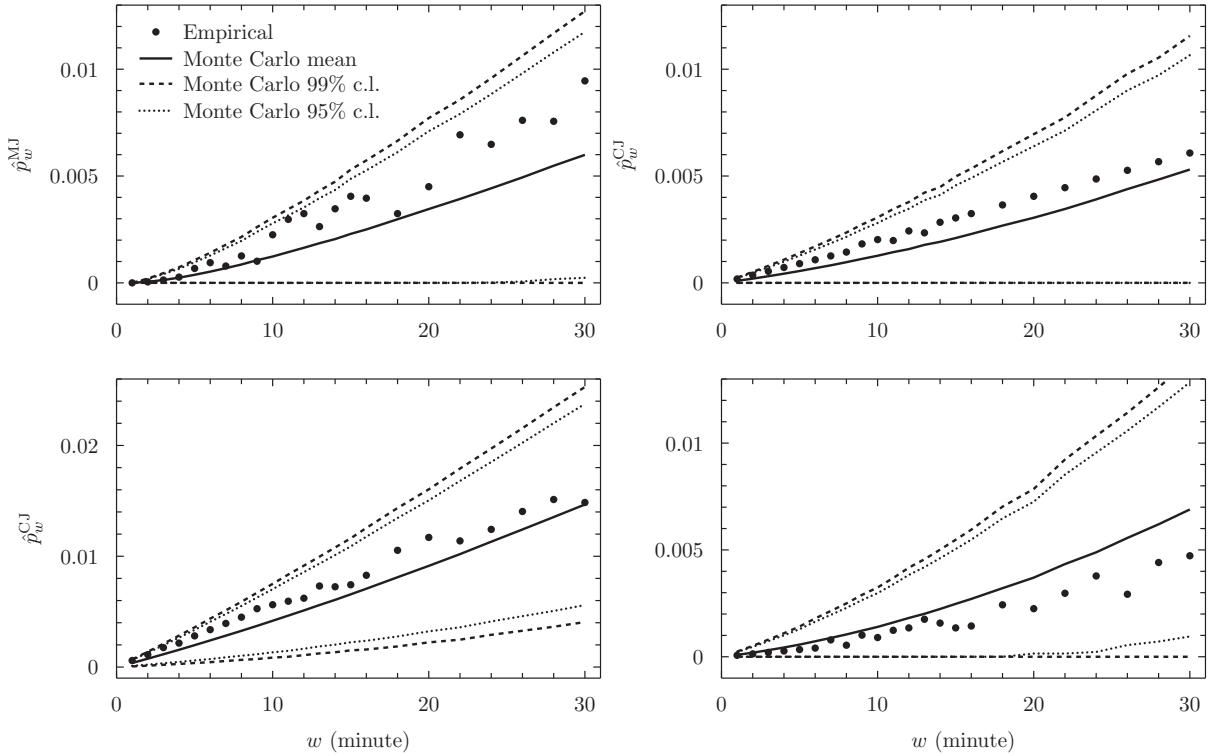 Empirical
Monte Carlo mean
Monte Carlo 99% c.l.
Monte Carlo 95% c.l.
0.01
0.005
0
p̂_w^MJ
0 10 20 30
0.01
0.005
0
p̂_w^CJ
0 10 20 30
0.02
0.01
0
p̂_w^CJ
0 10 20 30
w (minute)
0.01
0.005
0
0 10 20 30
w (minute)